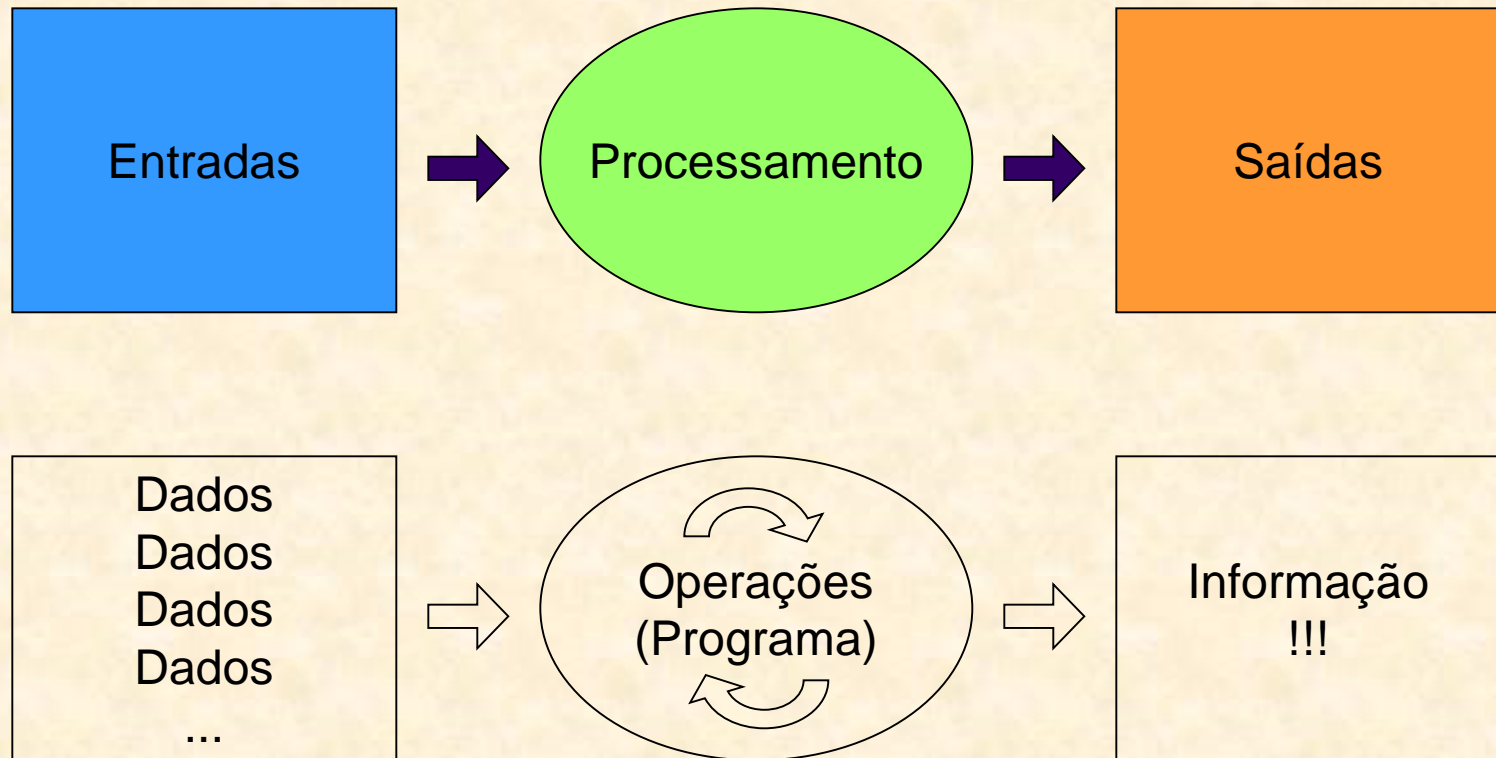 Entradas
Processamento
Saídas
Dados
Dados
Dados
Dados
...
Operações
(Programa)
Informação
!!!